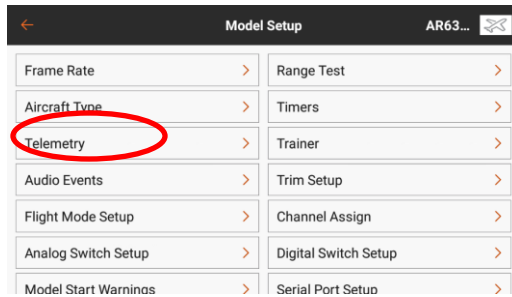 Model Setup AR63...
Frame Rate
Range Test
Aircraft Type
Timers
Telemetry
Trainer
Audio Events
Trim Setup
Flight Mode Setup
Channel Assign
Analog Switch Setup
Digital Switch Setup
Model Start Warnings
Serial Port Setup